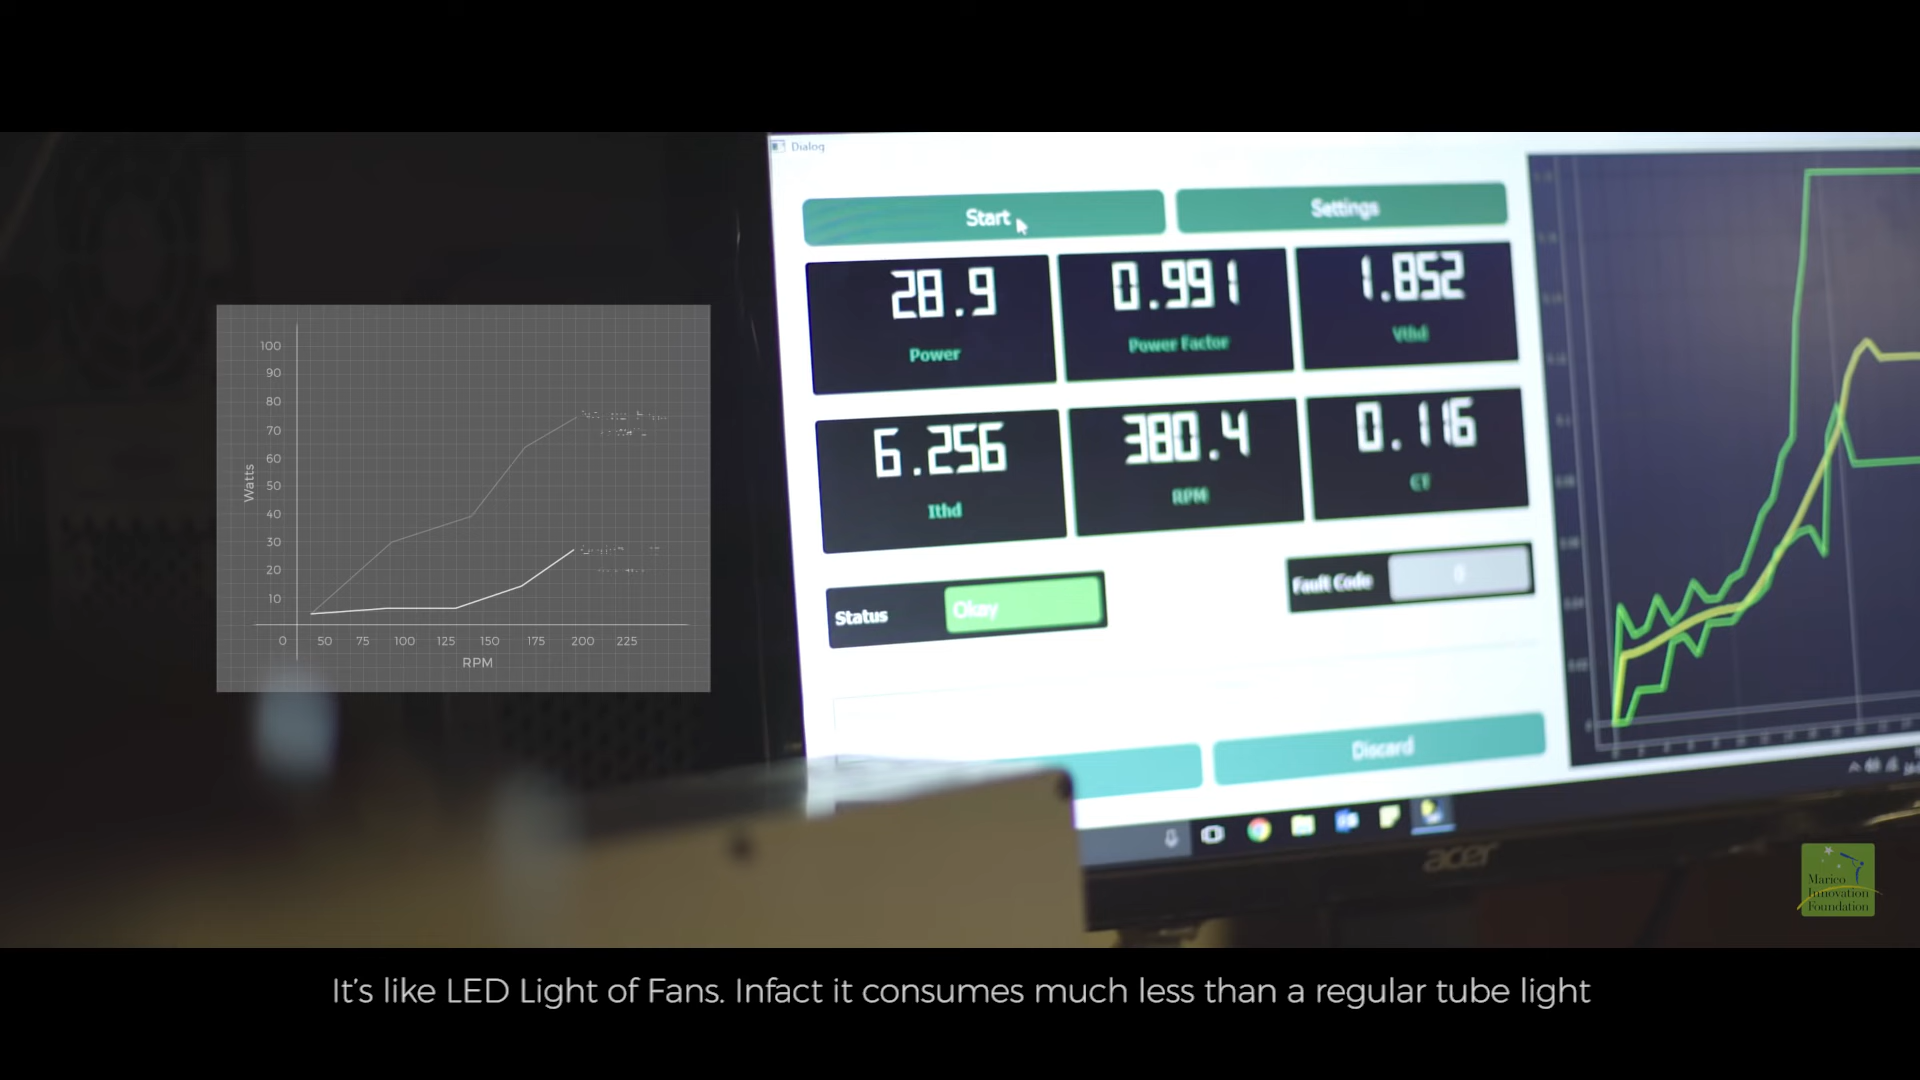 Dialog
Start
Settings
28.9
Power
0.991
Power Factor
1.852
Vthd
6.256
Ithd
380.4
RPM
0.116
CF
Status
Okay
Fault Code
0
Discard
acer
100
90
80
70
60
50
40
30
20
10
Watts
0 50 75 100 125 150 175 200 225
RPM
Marico
Innovation
Foundation
It's like LED Light of Fans. Infact it consumes much less than a regular tube light